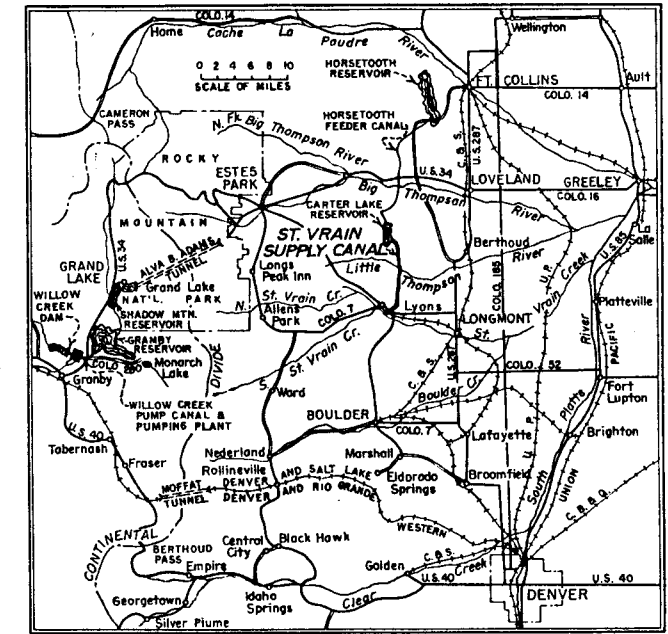 COLO. 14
Home
Cache La Poudre River
Wellington
0 2 4 6 8 10
SCALE OF MILES
HORSETOOTH
RESERVOIR
FT. COLLINS
Ault
COLO. 14
CAMERON
PASS
HORSETOOTH
FEEDER CANAL
C. & S.
U.S. 287
N. Fk. Big Thompson River
ROCKY
ESTES
PARK
U.S. 34
Big Thompson River
LOVELAND
GREELEY
COLO. 16
CARTER LAKE
RESERVOIR
MOUNTAIN
ST. VRAIN
SUPPLY CANAL
Berthoud
La
Salle
U.S. 85
U.S. 34
ALVA B. ADAMS
TUNNEL
GRAND
LAKE
Grand Lake
NAT'L. PARK
Longs
Peak Inn
Little Thompson River
COLO. 185
U. P.
WILLOW
CREEK
DAM
SHADOW MTN.
RESERVOIR
N. St. Vrain Cr.
Allens
Park
COLO. 7
Lyons
LONGMONT
St. Vrain Creek
Platteville
GRANBY
RESERVOIR
Monarch
Lake
COLO. 280
Granby
DIVIDE
S. St. Vrain Cr.
U.S. 287
COLO. 52
River
PACIFIC
WILLOW CREEK
PUMP CANAL &
PUMPING PLANT
Ward
C. & S.
Boulder Cr.
Fort
Lupton
U.S. 40
BOULDER
COLO. 7
Platte
Tabernash
Fraser
Nederland
Marshall
Lafayette
U. P.
Brighton
Rollineville
MOFFAT
TUNNEL
DENVER AND SALT LAKE
DENVER AND RIO GRANDE
WESTERN
Eldorado
Springs
Broomfield
South
UNION
C. B. & Q.
CONTINENTAL
BERTHOUD
PASS
Central
City
Black Hawk
Empire
Golden
C. & S.
Clear Creek
U.S. 40
U.S. 40
Georgetown
Idaho
Springs
DENVER
Silver Plume